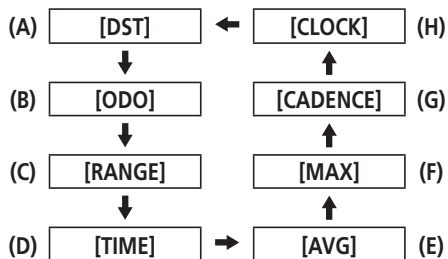 (A) [DST] [CLOCK] (H)
(B) [ODO] [CADENCE] (G)
(C) [RANGE] [MAX] (F)
(D) [TIME] [AVG] (E)